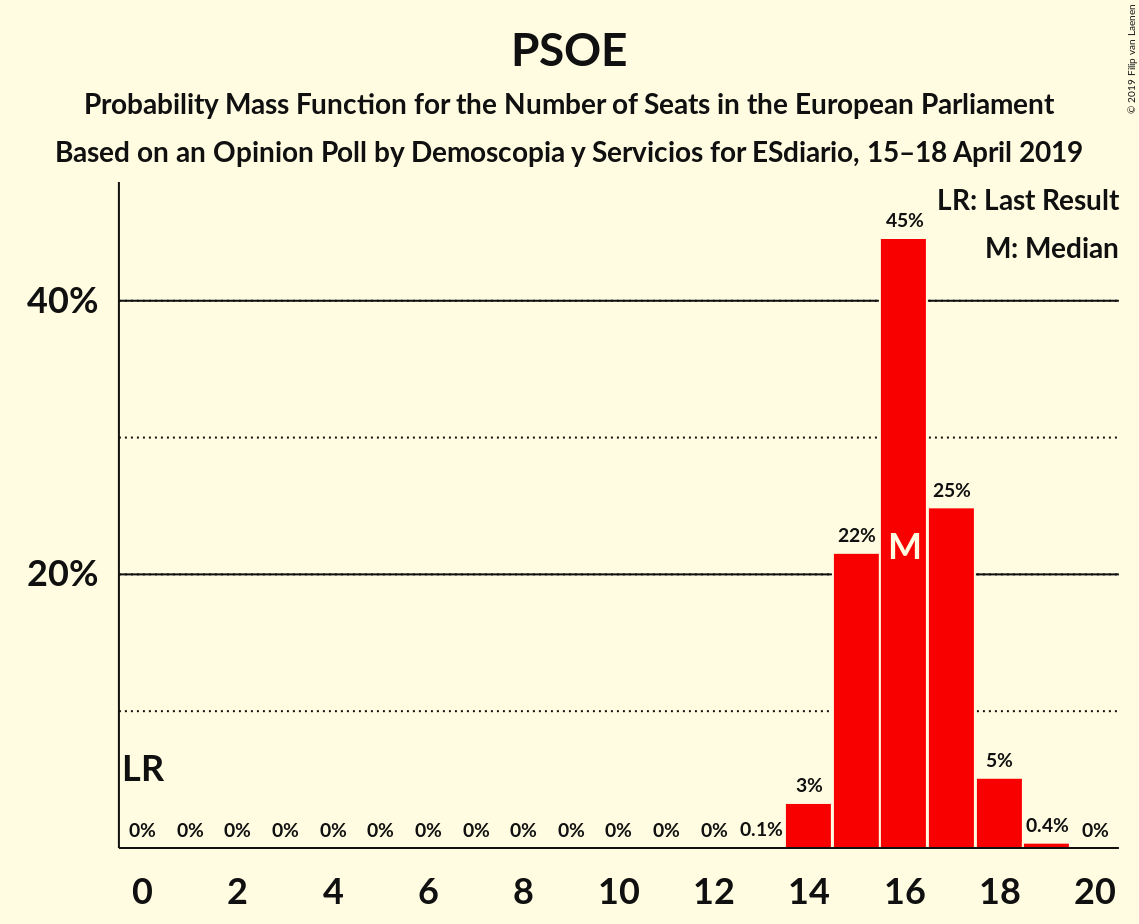 PSOE
Probability Mass Function for the Number of Seats in the European Parliament
Based on an Opinion Poll by Demoscopia y Servicios for ESdiario, 15–18 April 2019
© 2019 Filip van Laenen
LR: Last Result
M: Median
45%
40%
25%
22%
M
20%
LR
5%
3%
0% 0% 0% 0% 0% 0% 0% 0% 0% 0% 0% 0% 0% 0.1% 0.4% 0%
0 2 4 6 8 10 12 14 16 18 20